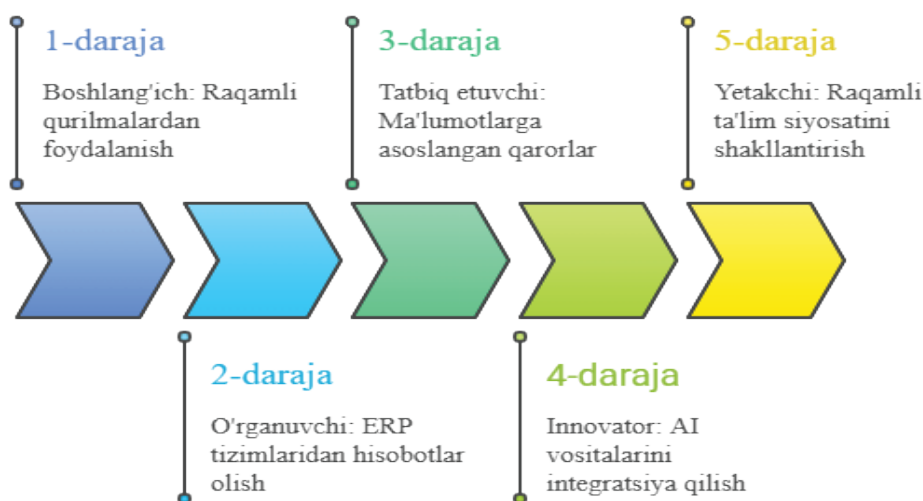 1-daraja
Boshlang'ich: Raqamli
qurilmalardan
foydalanish
3-daraja
Tatbiq etuvchi:
Ma'lumotlarga
asoslangan qarorlar
5-daraja
Yetakchi: Raqamli
ta'lim siyosatini
shakllantirish
2-daraja
O'rganuvchi: ERP
tizimlaridan hisobotlar
olish
4-daraja
Innovator: AI
vositalarini
integratsiya qilish